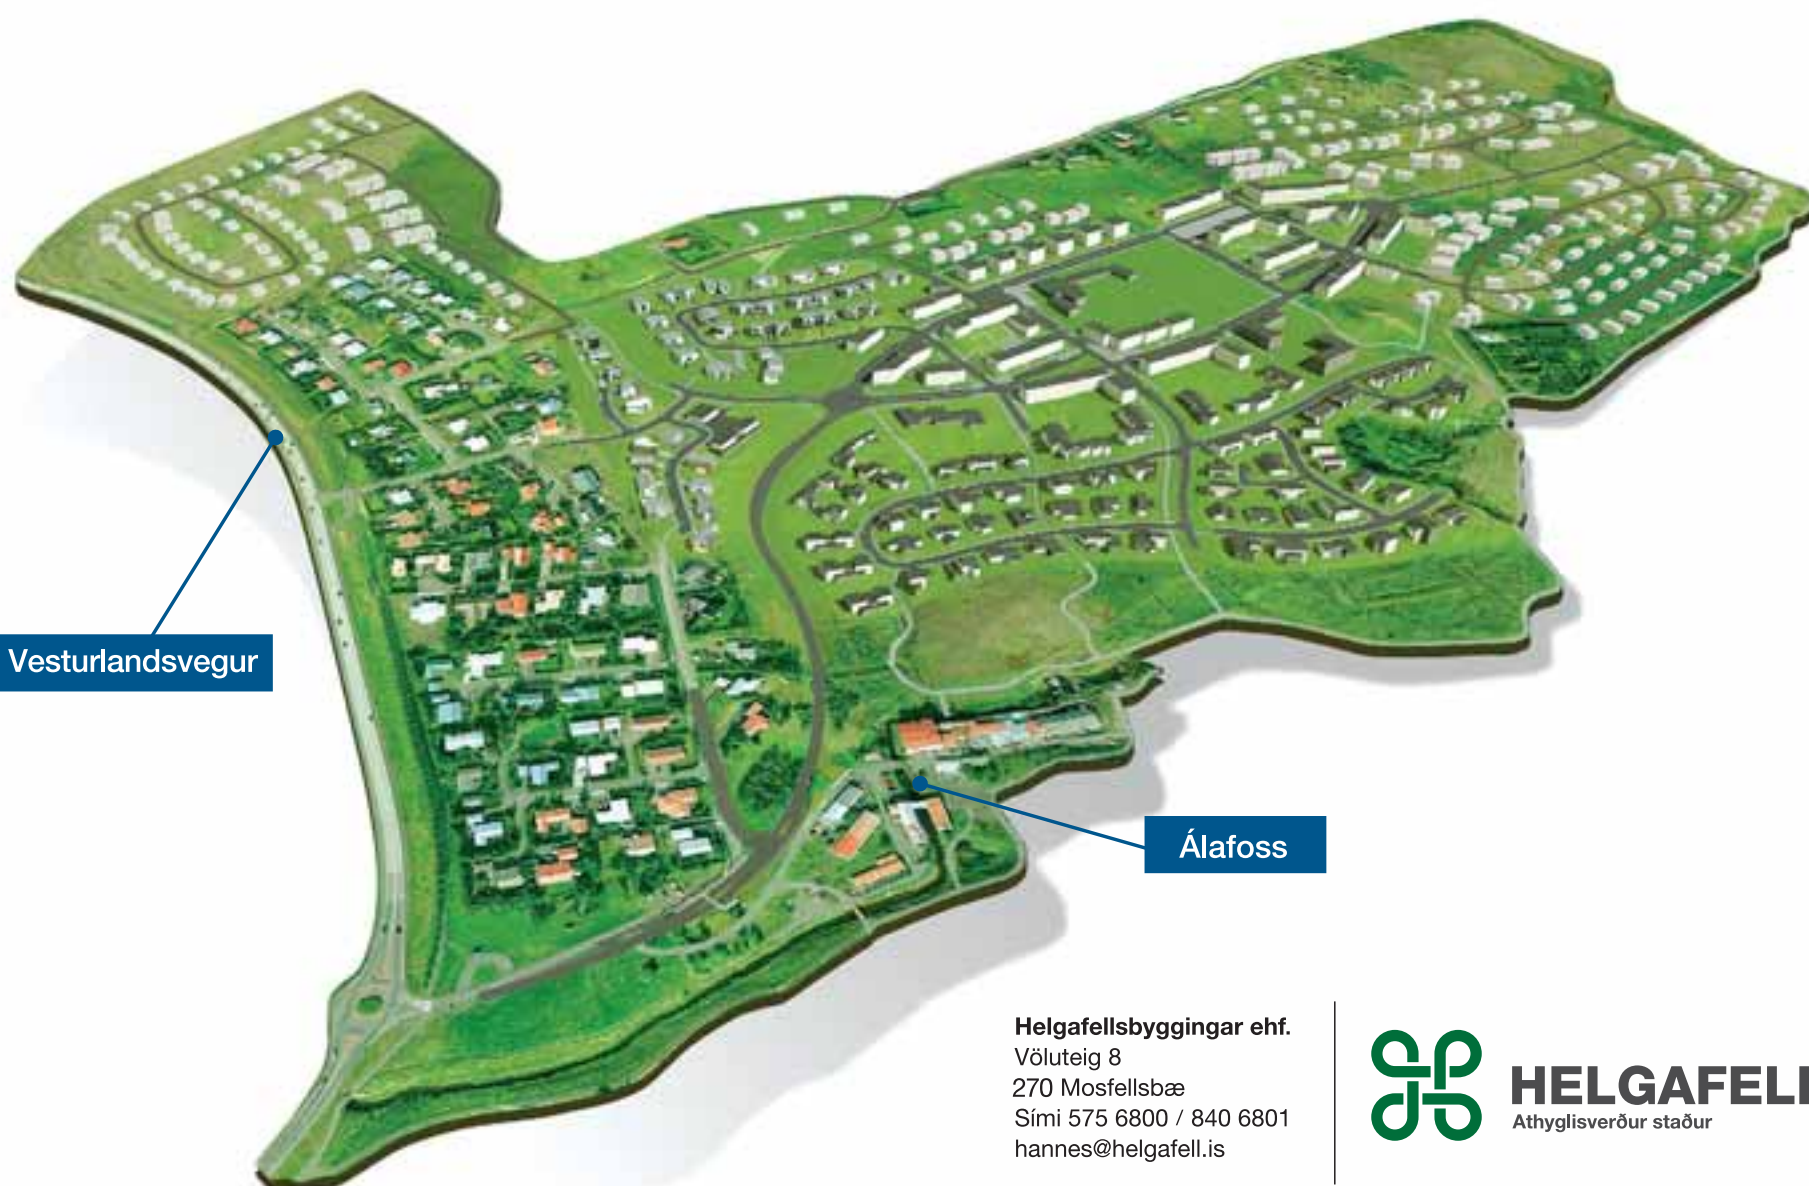 Vesturlandsvegur
Álafoss
Helgafellsbyggingar ehf.
Völuteig 8
270 Mosfellsbæ
Sími 575 6800 / 840 6801
hannes@helgafell.is
HELGAFELL
Athyglisverður staður